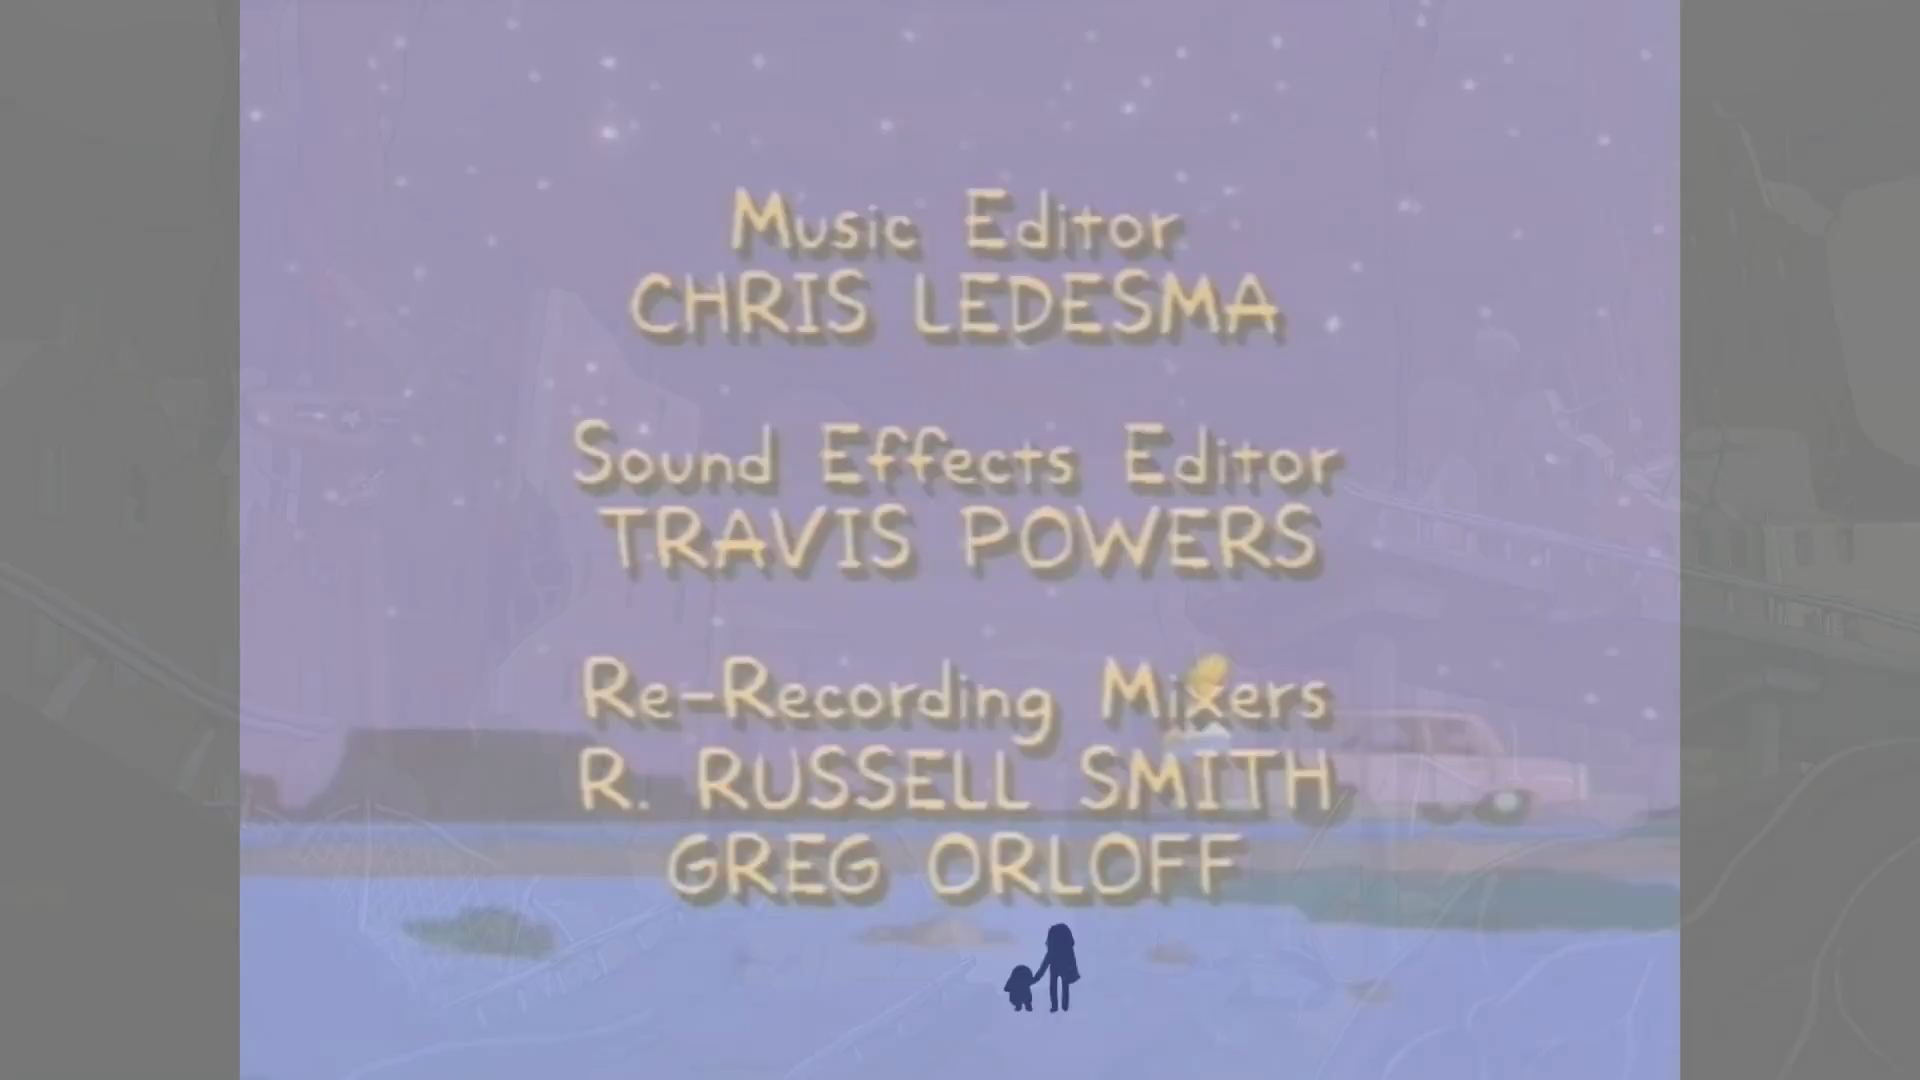 Music Editor
CHRIS LEDESMA
Sound Effects Editor
TRAVIS POWERS
Re-Recording Mixers
R. RUSSELL SMITH
GREG ORLOFF